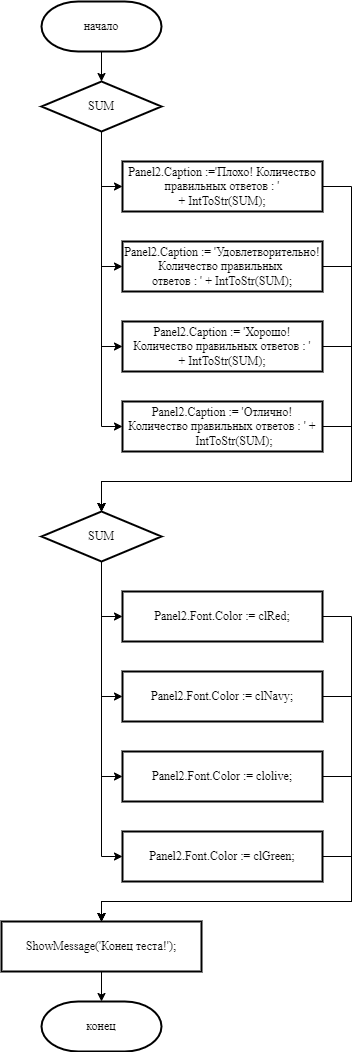 начало
SUM
Panel2.Caption :='Плохо! Количество
правильных ответов : '
+ IntToStr(SUM);
Panel2.Caption := 'Удовлетворительно!
Количество правильных
ответов : ' + IntToStr(SUM);
Panel2.Caption := 'Хорошо!
Количество правильных ответов : '
+ IntToStr(SUM);
Panel2.Caption := 'Отлично!
Количество правильных ответов : ' +
IntToStr(SUM);
SUM
Panel2.Font.Color := clRed;
Panel2.Font.Color := clNavy;
Panel2.Font.Color := clolive;
Panel2.Font.Color := clGreen;
ShowMessage('Конец теста!');
конец